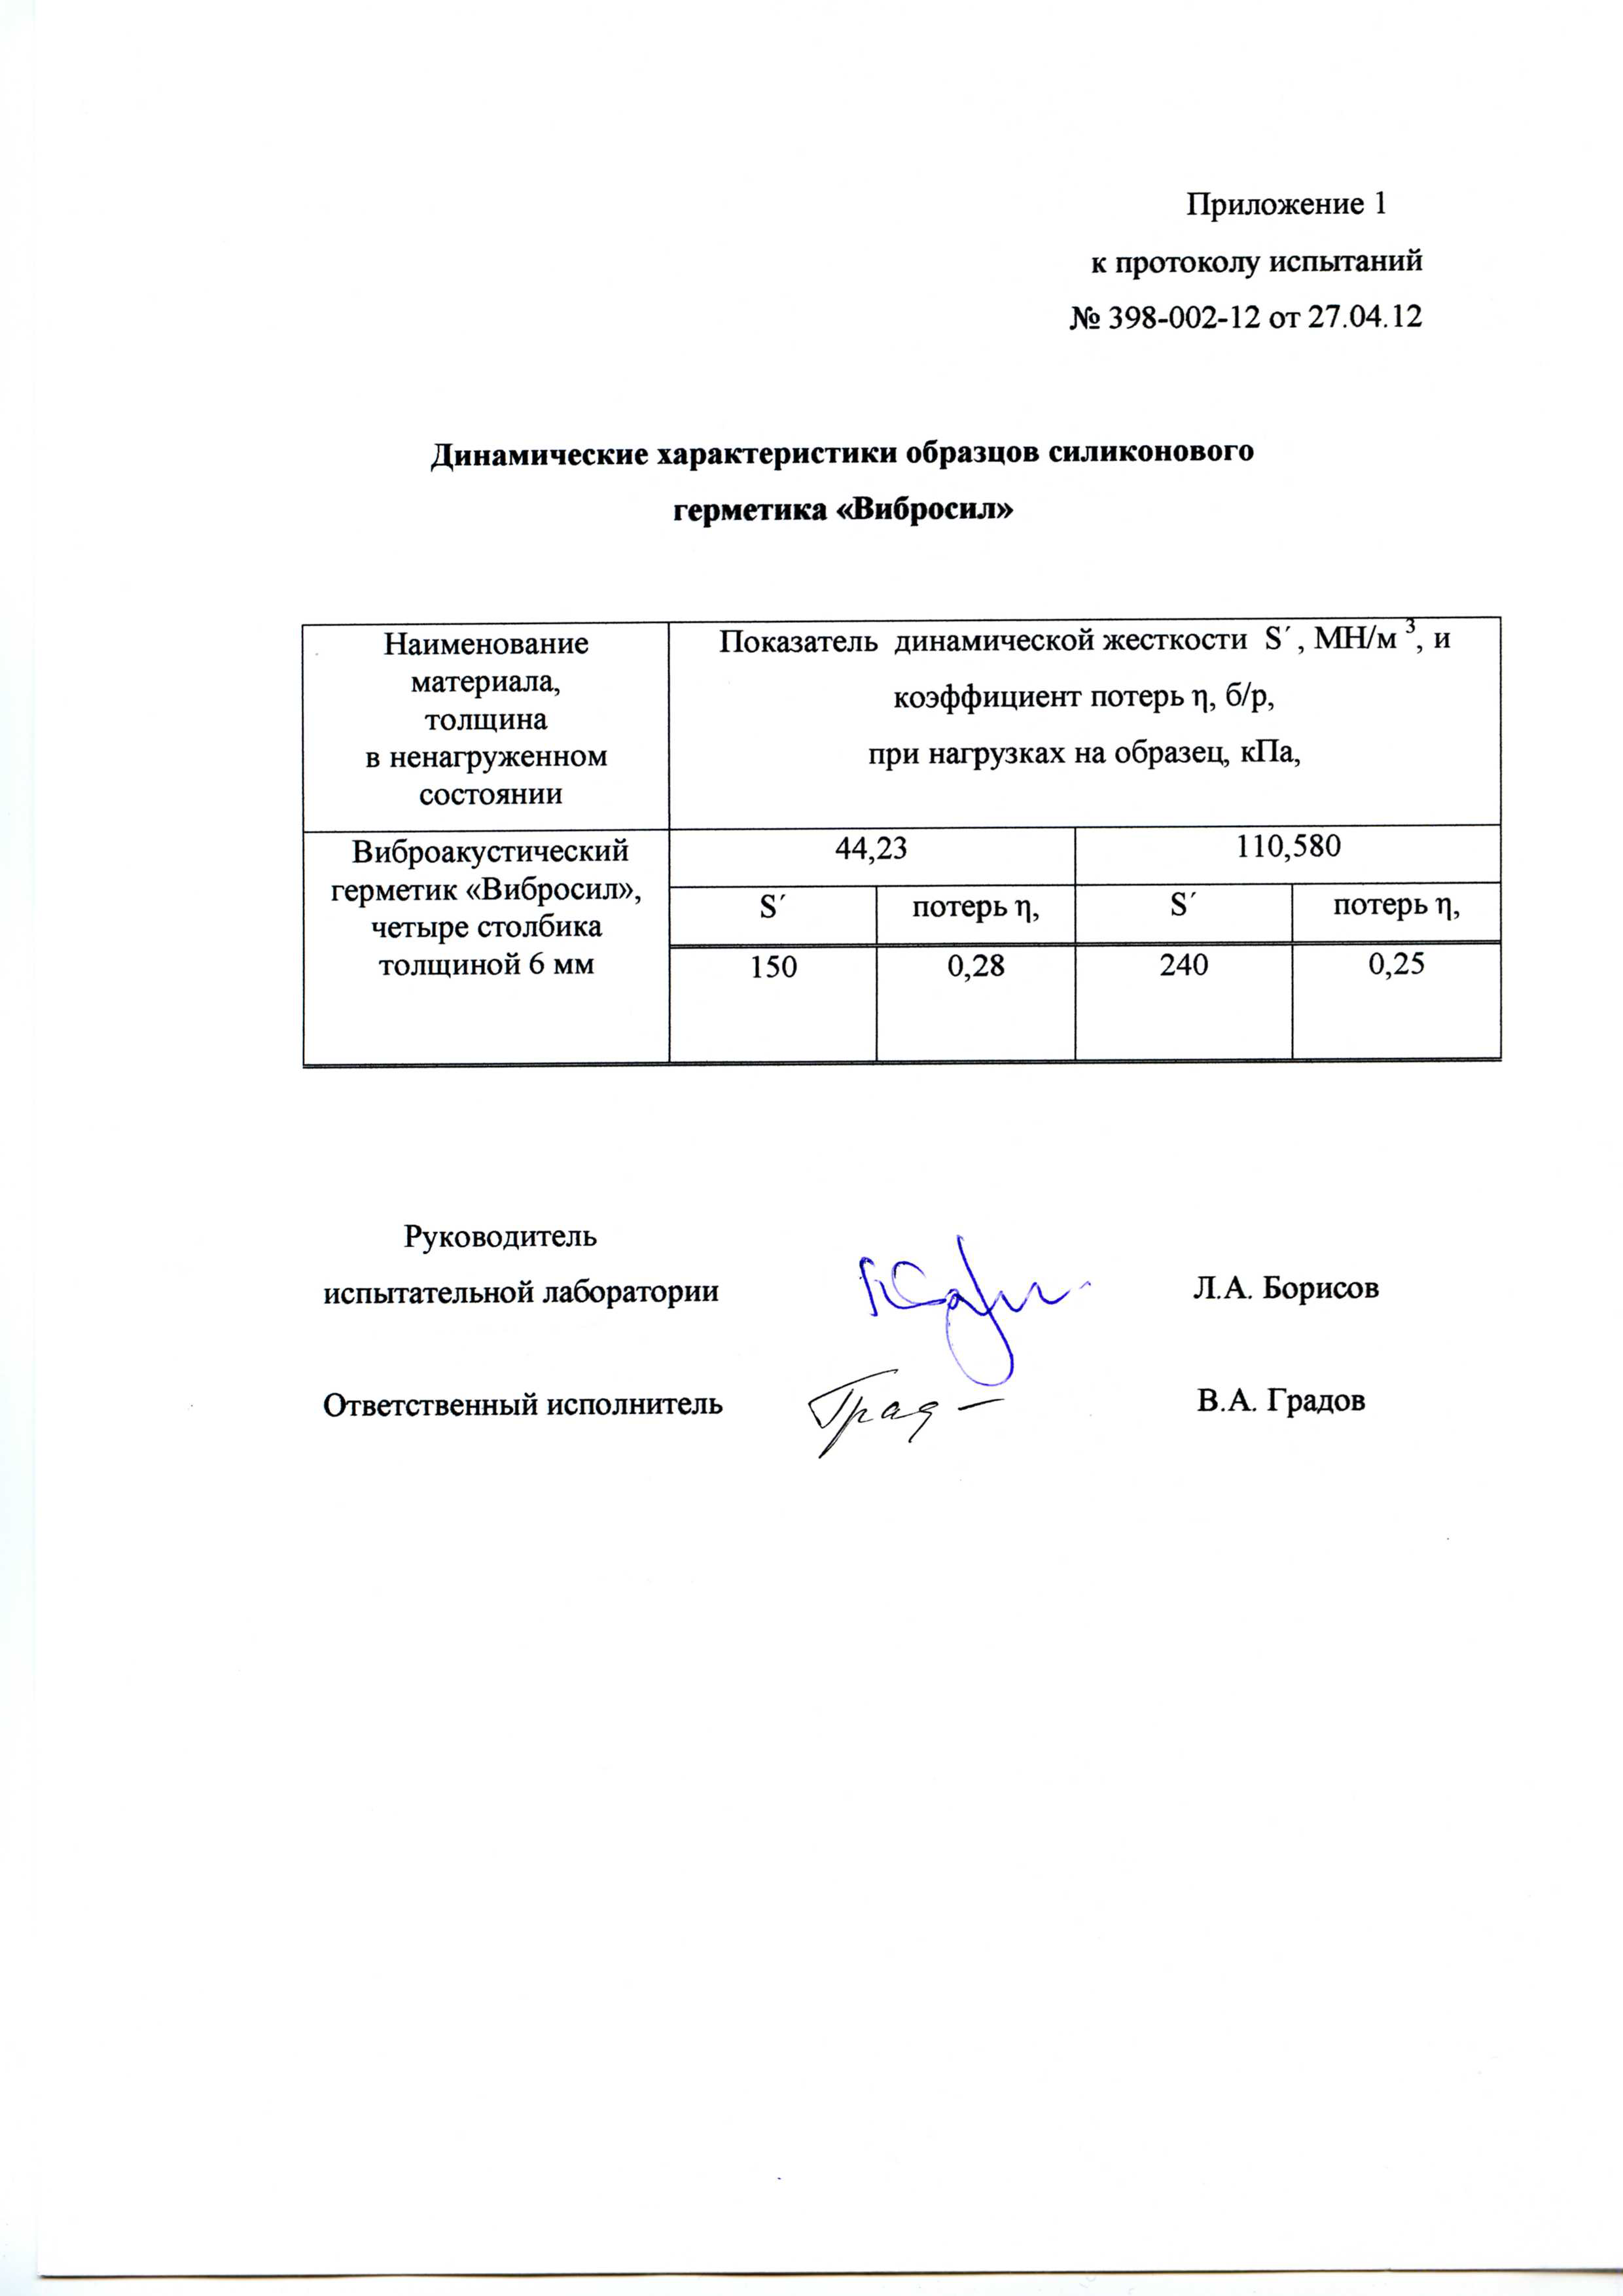 Приложение 1
к протоколу испытаний
№ 398-002-12 от 27.04.12
Динамические характеристики образцов силиконового
герметика «Вибросил»
Наименование
материала,
толщина
в ненагруженном
состоянии
Показатель динамической жесткости S´, МН/м ³, и
коэффициент потерь η, б/р,
при нагрузках на образец, кПа,
Виброакустический
герметик «Вибросил»,
четыре столбика
толщиной 6 мм
44,23 110,580
S´ потерь η, S´ потерь η,
150 0,28 240 0,25
Руководитель
испытательной лаборатории Л.А. Борисов
Ответственный исполнитель Град В.А. Градов